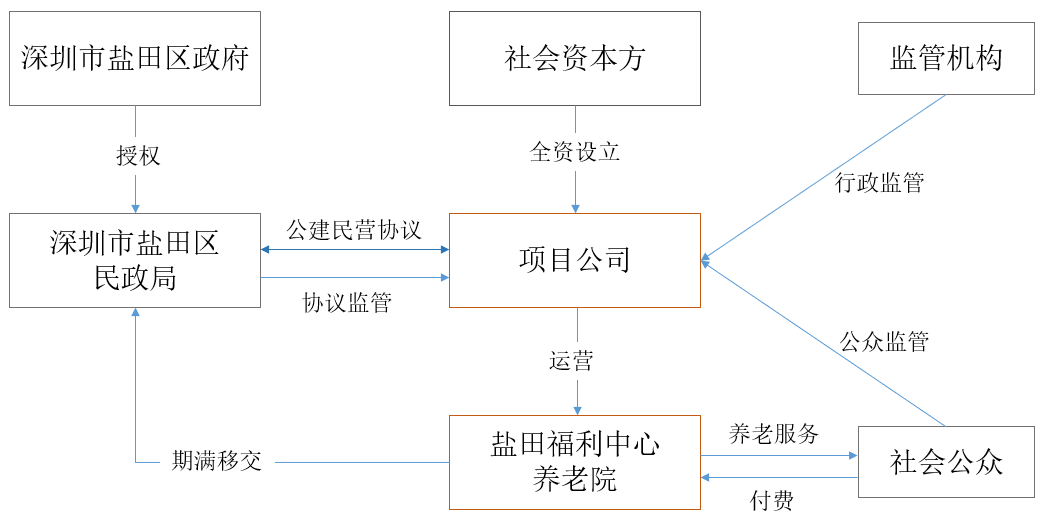 深圳市盐田区政府
社会资本方
监管机构
授权
全资设立
行政监管
深圳市盐田区
民政局
公建民营协议
协议监管
项目公司
运营
公众监管
期满移交
盐田福利中心
养老院
养老服务
付费
社会公众